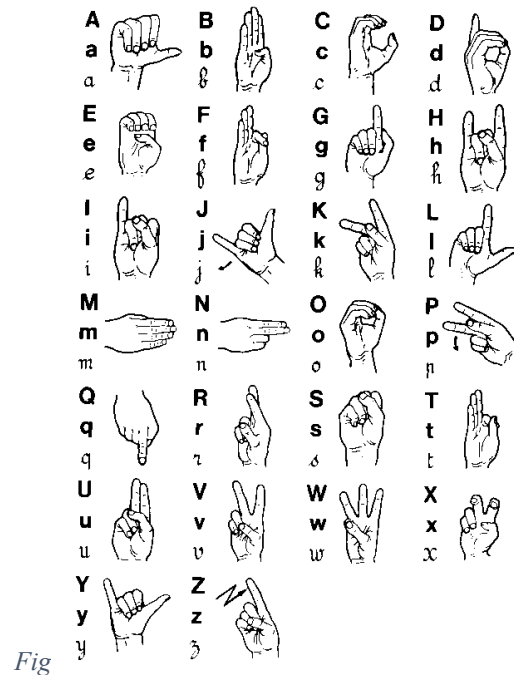 A B C D
a b c d
a b c d
E F G H
e f g h
e f g h
I J K L
i j k l
i j k l
M N O P
m n o p
m n o p
Q R S T
q r s t
q r s t
U V W X
u v w x
u v w x
Y Z
y z
y z
Fig